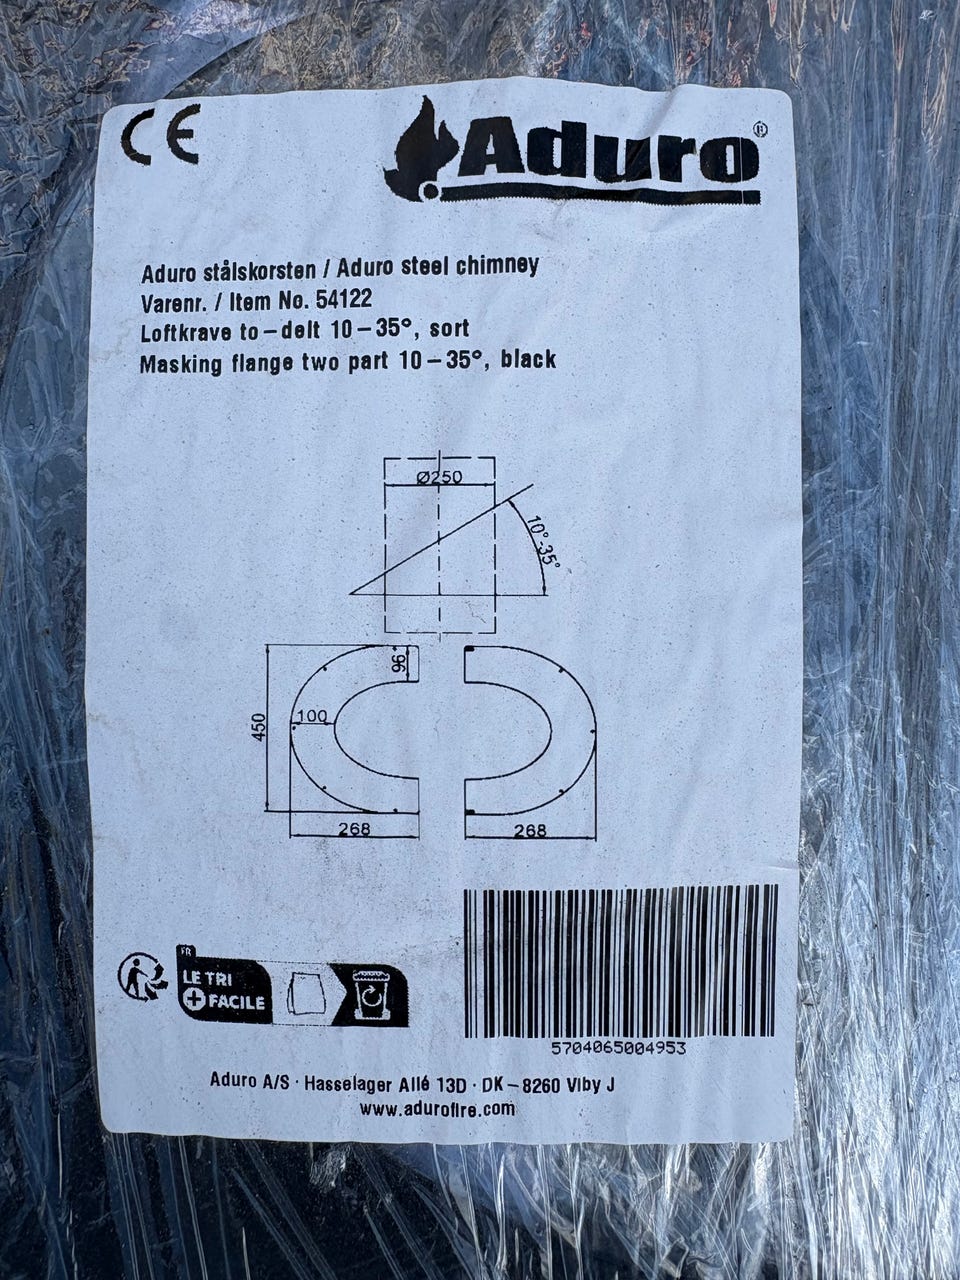 CE
Aduro®
Aduro stålskorsten / Aduro steel chimney
Varenr. / Item No. 54122
Loftkrave to-delt 10-35°, sort
Masking flange two part 10-35°, black
Ø250
10°-35°
96
450
100
268
268
FR
LE TRI
+ FACILE
5704065004953
Aduro A/S · Hasselager Allé 13D · DK-8260 Viby J
www.adurofire.com